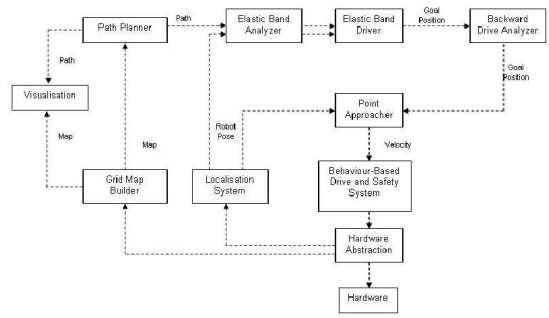 Path Planner
Path
Elastic Band
Analyzer
Elastic Band
Driver
Goal
Position
Backward
Drive Analyzer
Path
Goal
Position
Visualisation
Point
Approacher
Robot
Pose
Map
Map
Velocity
Grid Map
Builder
Localisation
System
Behaviour-Based
Drive and Safety
System
Hardware
Abstraction
Hardware